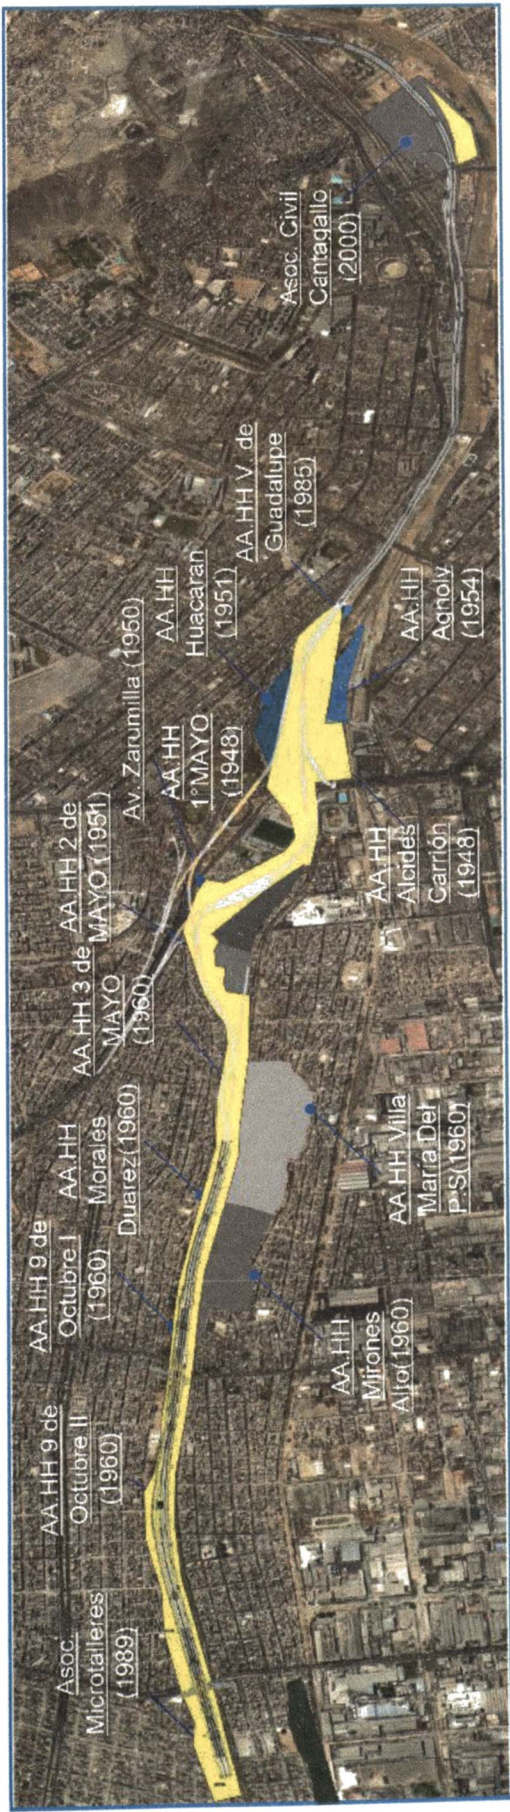 Asoc.
Microtalleres
(1989)
AA.HH 9 de
Octubre II
(1960)
AA.HH 9 de
Octubre I
(1960)
AA.HH
Morales
Duarez(1960)
AA.HH 3 de
MAYO
(1960)
AA.HH 2 de
MAYO (1951)
Av. Zarumilla (1950)
AA.HH
1°MAYO
(1948)
AA.HH
Huacaran
(1951)
AA.HH V. de
Guadalupe
(1985)
Asoc. Civil
Cantagallo
(2000)
AA.HH
Mirones
Alto(1960)
AA.HH Villa
María Del
P.S(1960)
AA.HH
Alcides
Carrión
(1948)
AA.HH
Agnoly
(1954)